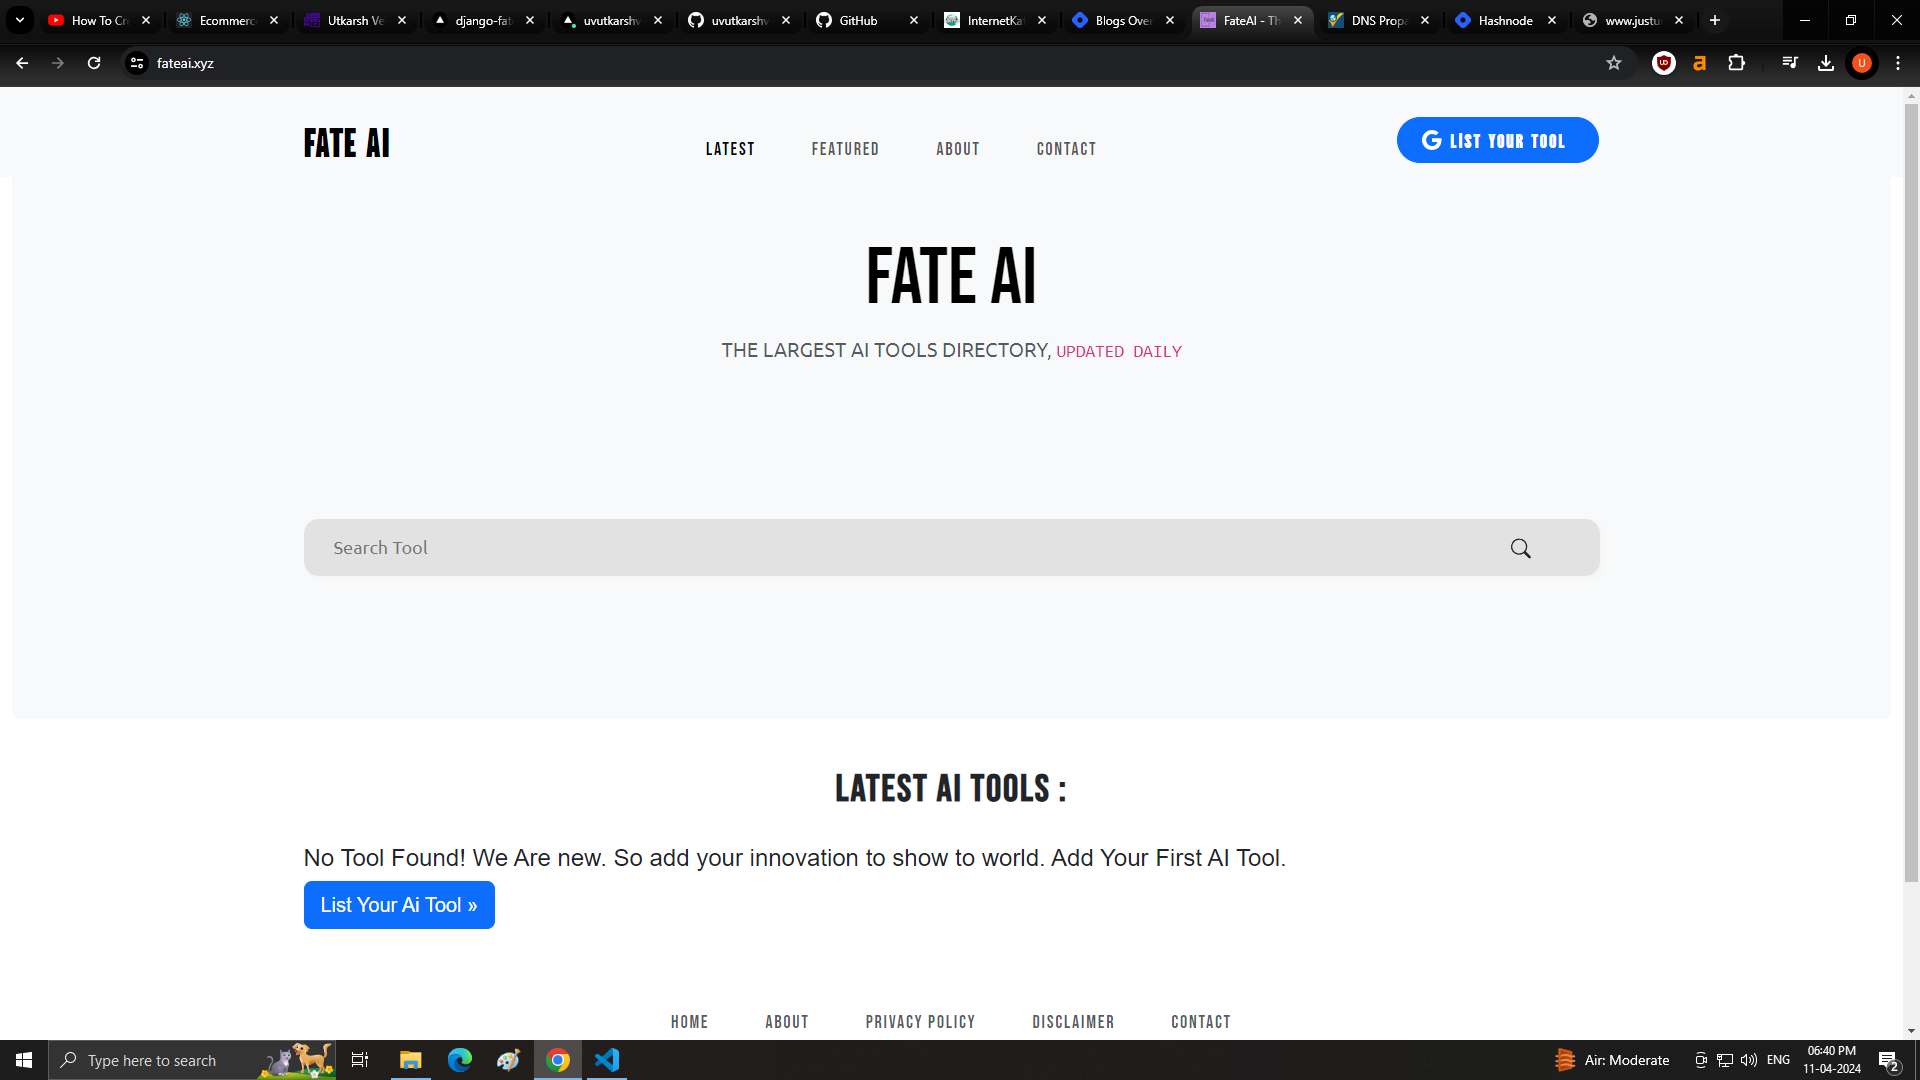 How To Cr
Ecommerc
Utkarsh Ve
django-fat
uvutkarshv
uvutkarshv
GitHub
InternetKa
Blogs Over
FateAI - Th
DNS Propa
Hashnode
www.justu
fateai.xyz
U
FATE AI
LATEST
FEATURED
ABOUT
CONTACT
G LIST YOUR TOOL
FATE AI
THE LARGEST AI TOOLS DIRECTORY, UPDATED DAILY
Search Tool
LATEST AI TOOLS :
No Tool Found! We Are new. So add your innovation to show to world. Add Your First AI Tool.
List Your Ai Tool »
HOME
ABOUT
PRIVACY POLICY
DISCLAIMER
CONTACT
Type here to search
Air: Moderate
ENG
06:40 PM
11-04-2024
2